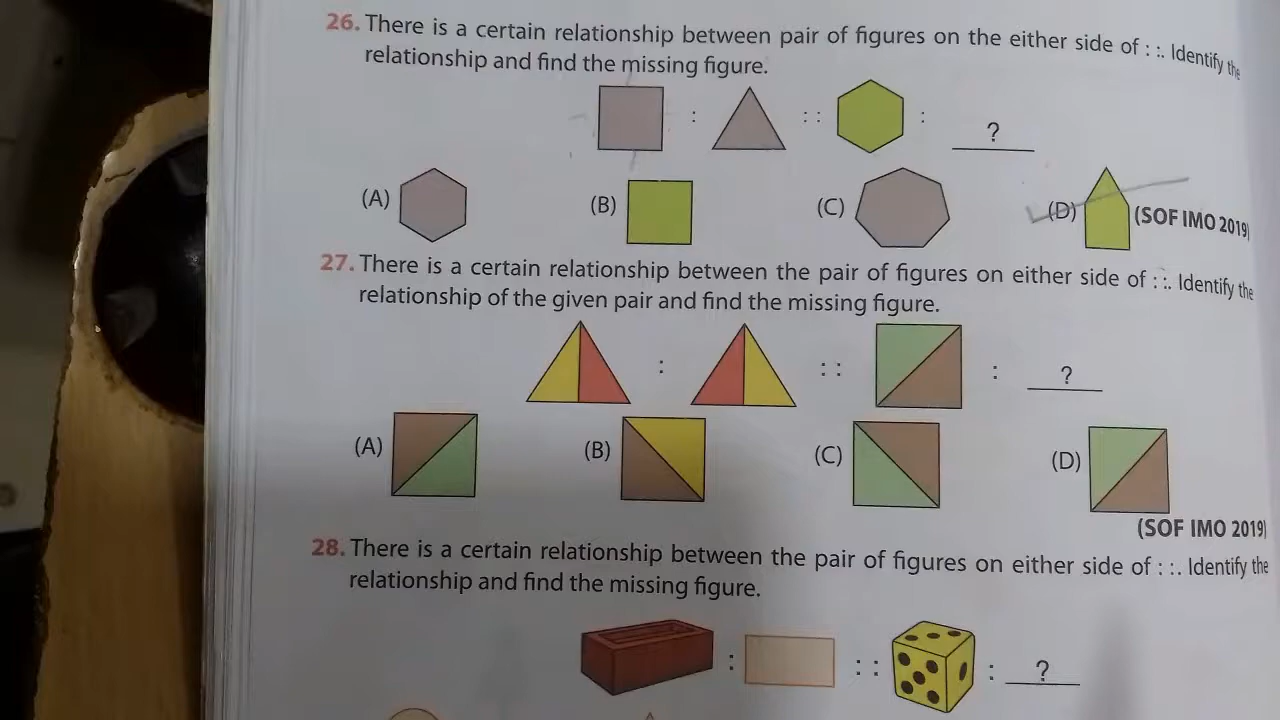 26. There is a certain relationship between pair of figures on the either side of : :. Identify the
relationship and find the missing figure.
: : : : ?
(A) (B) (C) (D) (SOF IMO 2019)
27. There is a certain relationship between the pair of figures on either side of : :. Identify the
relationship of the given pair and find the missing figure.
: : : : ?
(A) (B) (C) (D)
(SOF IMO 2019)
28. There is a certain relationship between the pair of figures on either side of : :. Identify the
relationship and find the missing figure.
: : : : ?